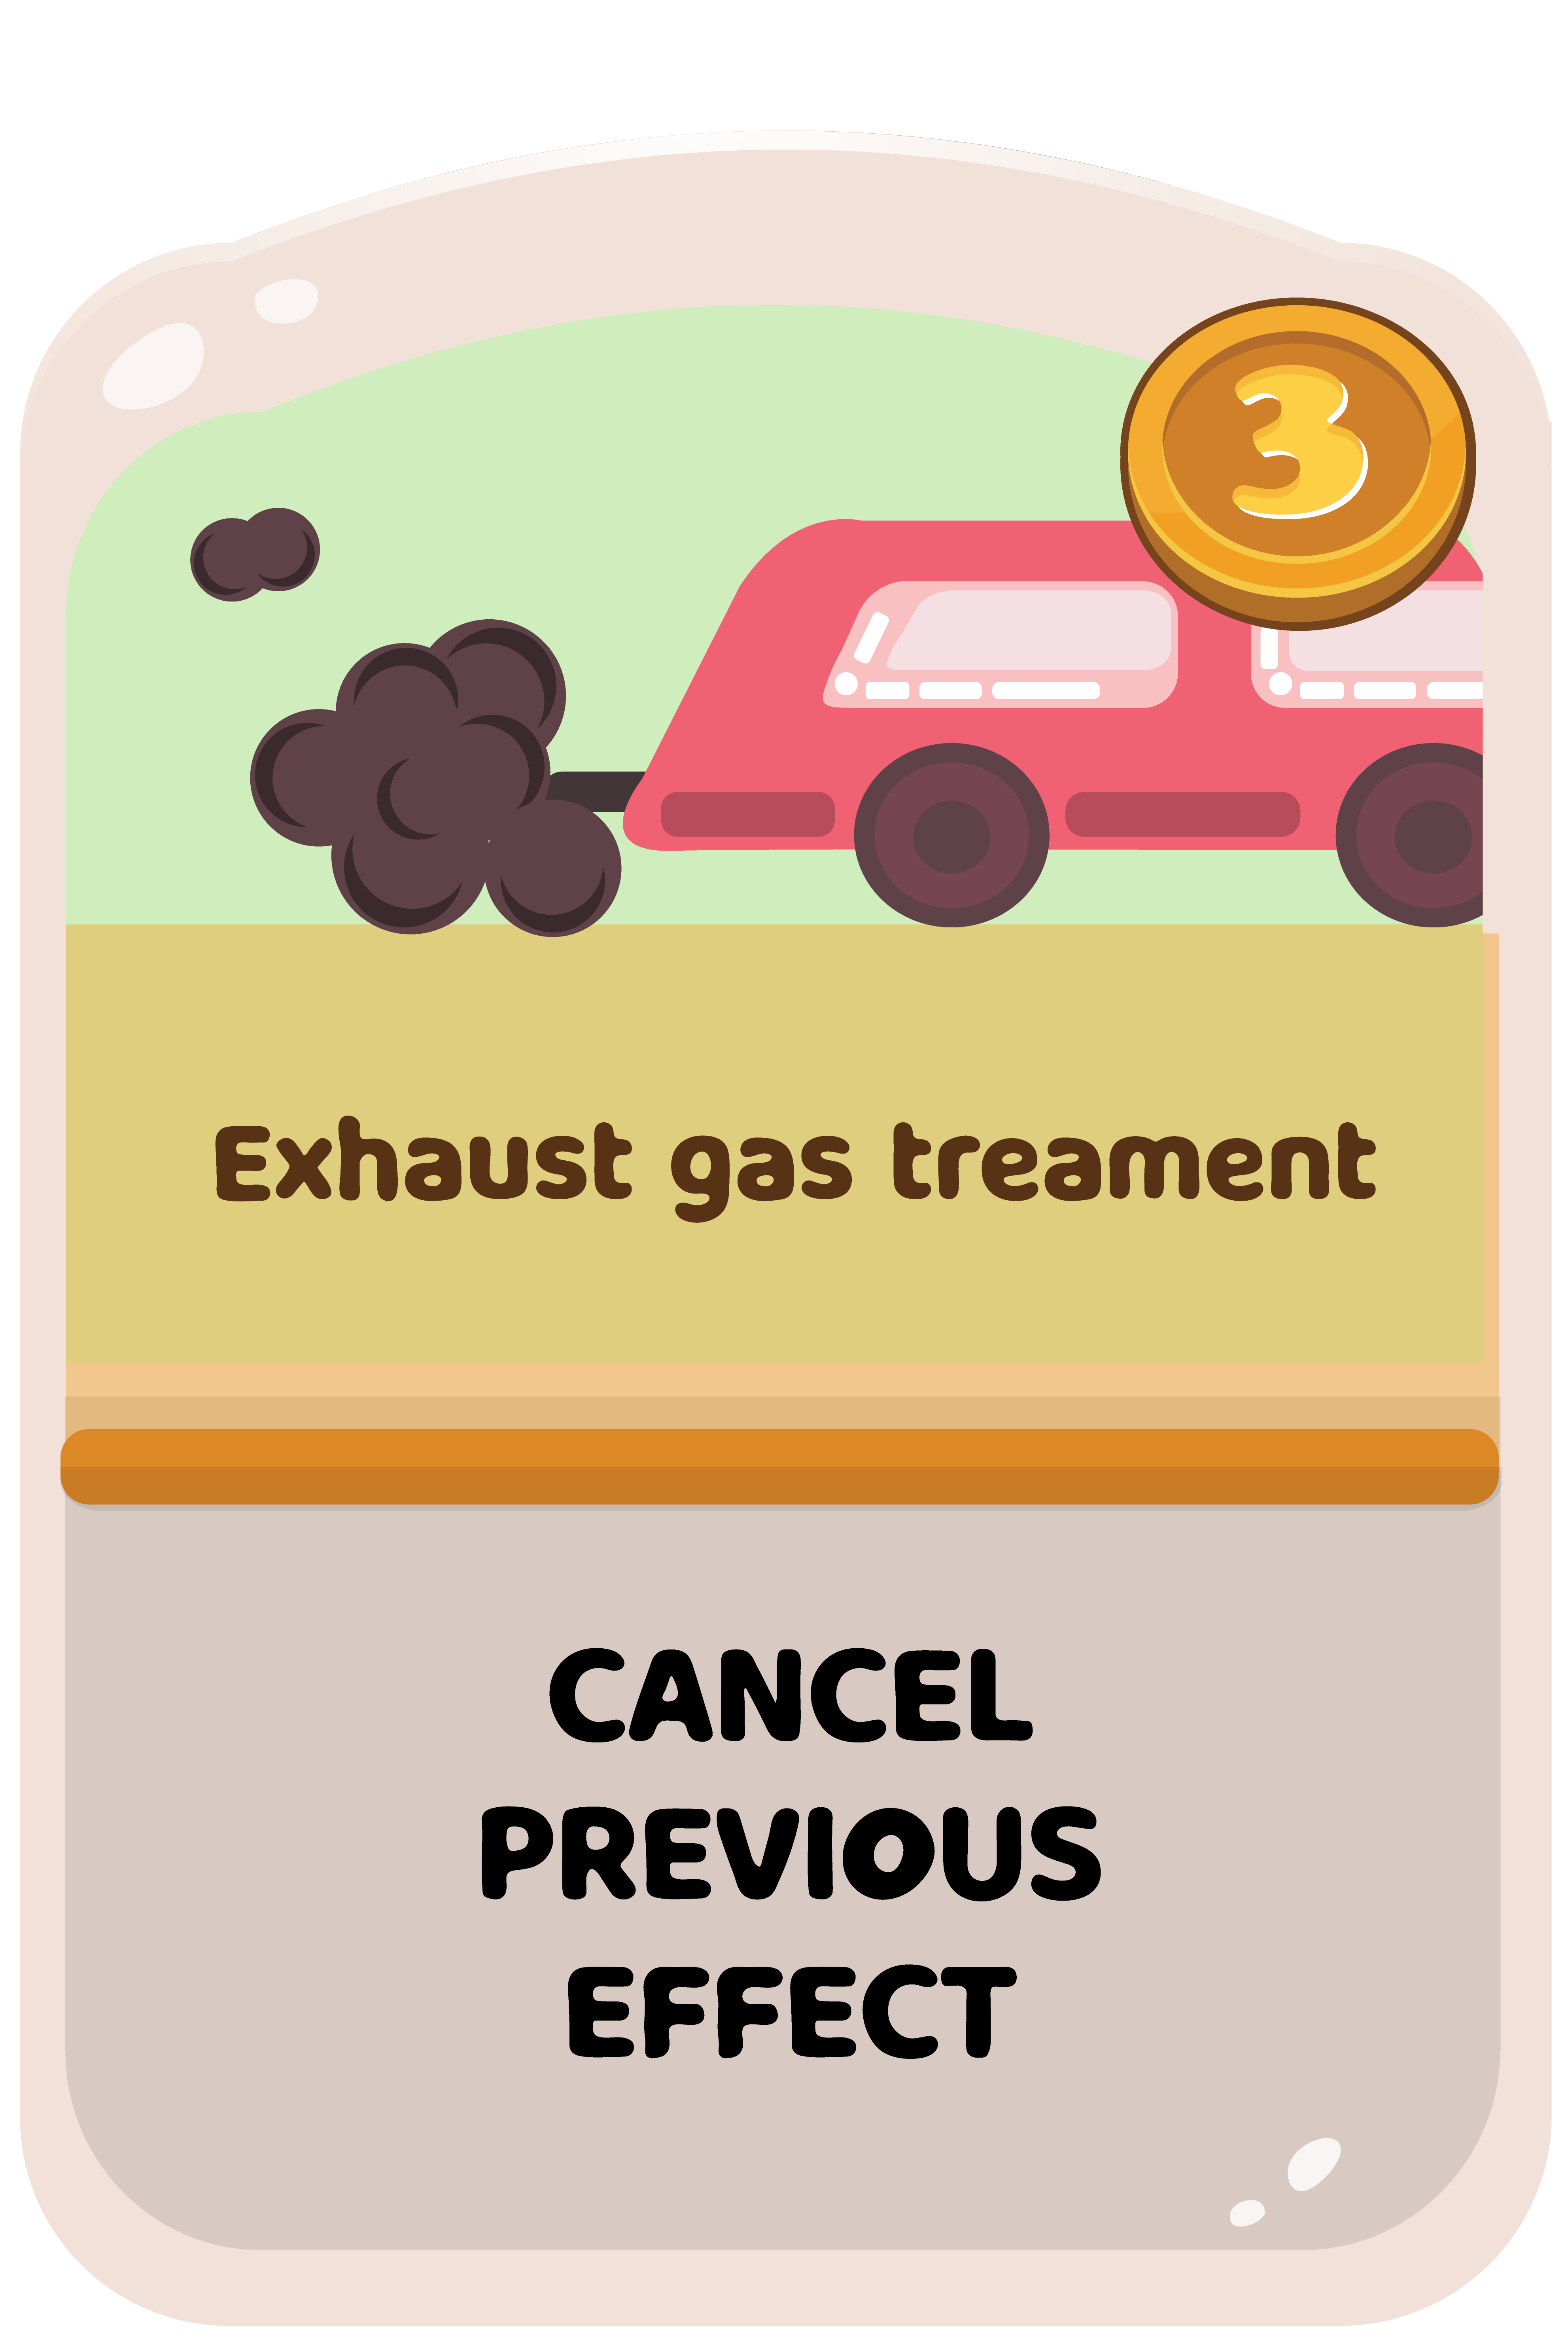 3
Exhaust gas treament
CANCEL
PREVIOUS
EFFECT